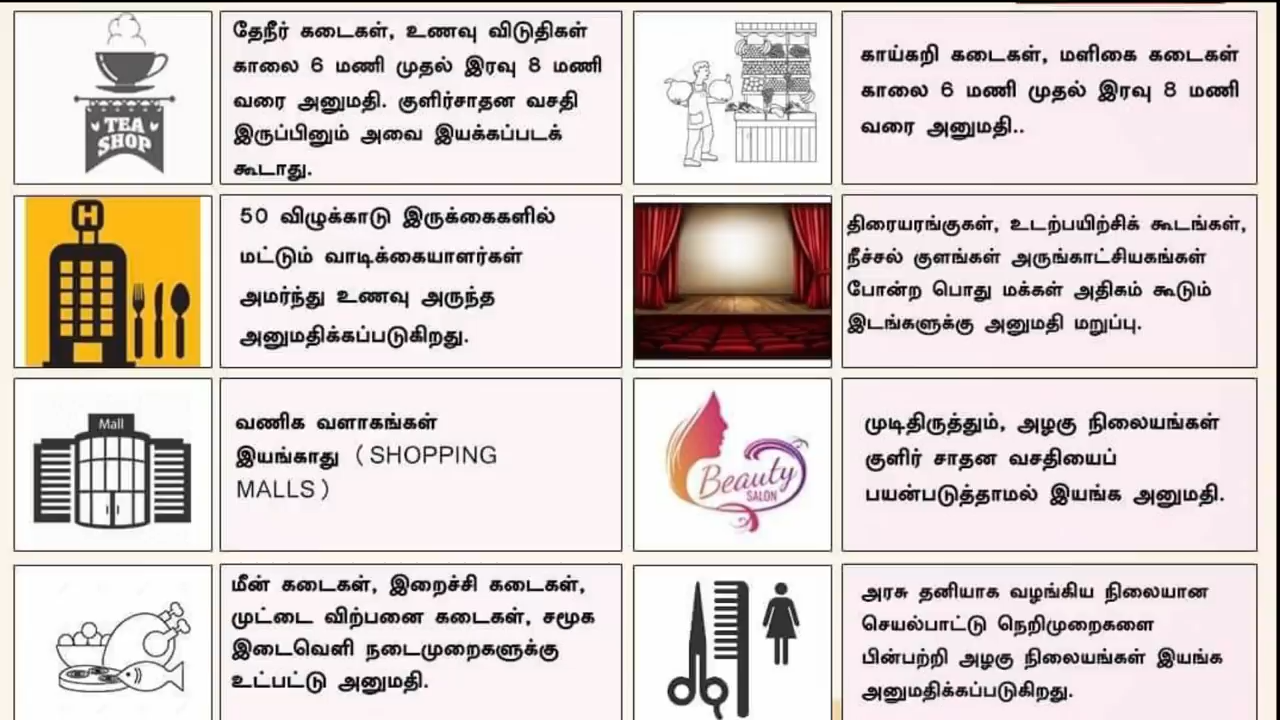 TEA
SHOP
தேநீர் கடைகள், உணவு விடுதிகள்
காலை 6 மணி முதல் இரவு 8 மணி
வரை அனுமதி. குளிர்சாதன வசதி
இருப்பினும் அவை இயக்கப்படக்
கூடாது.
காய்கறி கடைகள், மளிகை கடைகள்
காலை 6 மணி முதல் இரவு 8 மணி
வரை அனுமதி..
H
50 விழுக்காடு இருக்கைகளில்
மட்டும் வாடிக்கையாளர்கள்
அமர்ந்து உணவு அருந்த
அனுமதிக்கப்படுகிறது.
திரையரங்குகள், உடற்பயிற்சிக் கூடங்கள்,
நீச்சல் குளங்கள் அருங்காட்சியகங்கள்
போன்ற பொது மக்கள் அதிகம் கூடும்
இடங்களுக்கு அனுமதி மறுப்பு.
Mall
வணிக வளாகங்கள்
இயங்காது (SHOPPING
MALLS)
Beauty
SALON
முடிதிருத்தும், அழகு நிலையங்கள்
குளிர் சாதன வசதியைப்
பயன்படுத்தாமல் இயங்க அனுமதி.
மீன் கடைகள், இறைச்சி கடைகள்,
முட்டை விற்பனை கடைகள், சமூக
இடைவெளி நடைமுறைகளுக்கு
உட்பட்டு அனுமதி.
அரசு தனியாக வழங்கிய நிலையான
செயல்பாட்டு நெறிமுறைகளை
பின்பற்றி அழகு நிலையங்கள் இயங்க
அனுமதிக்கப்படுகிறது.